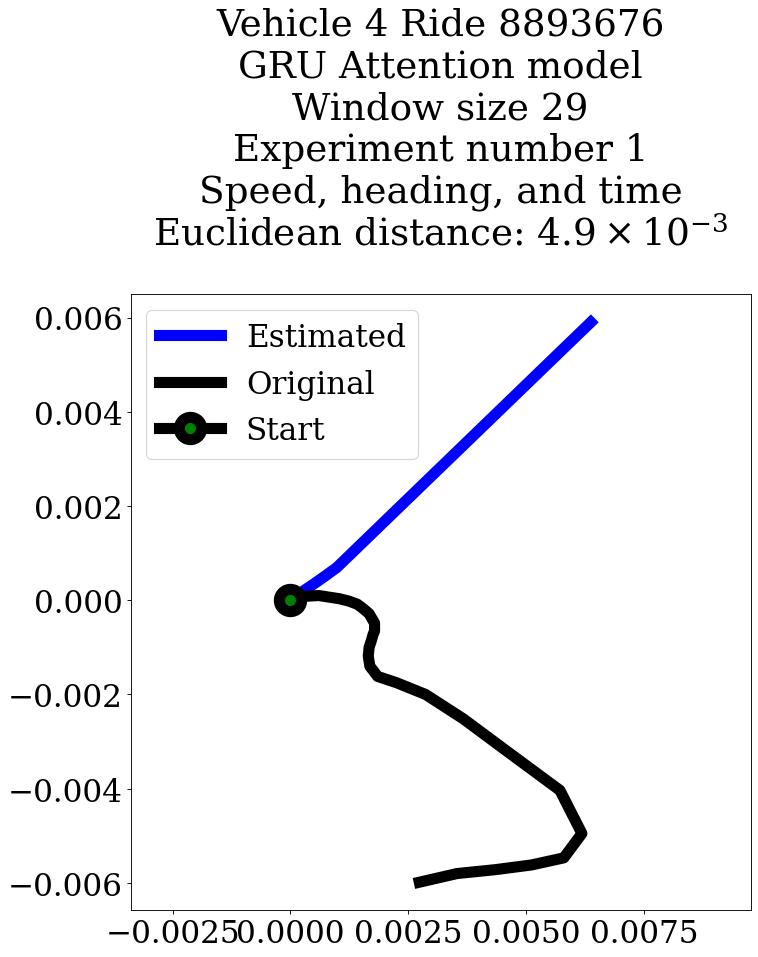 Vehicle 4 Ride 8893676
GRU Attention model
Window size 29
Experiment number 1
Speed, heading, and time
Euclidean distance: 4.9 × 10⁻³
Estimated
Original
Start
0.006
0.004
0.002
0.000
−0.002
−0.004
−0.006
−0.0025 0.0000 0.0025 0.0050 0.0075